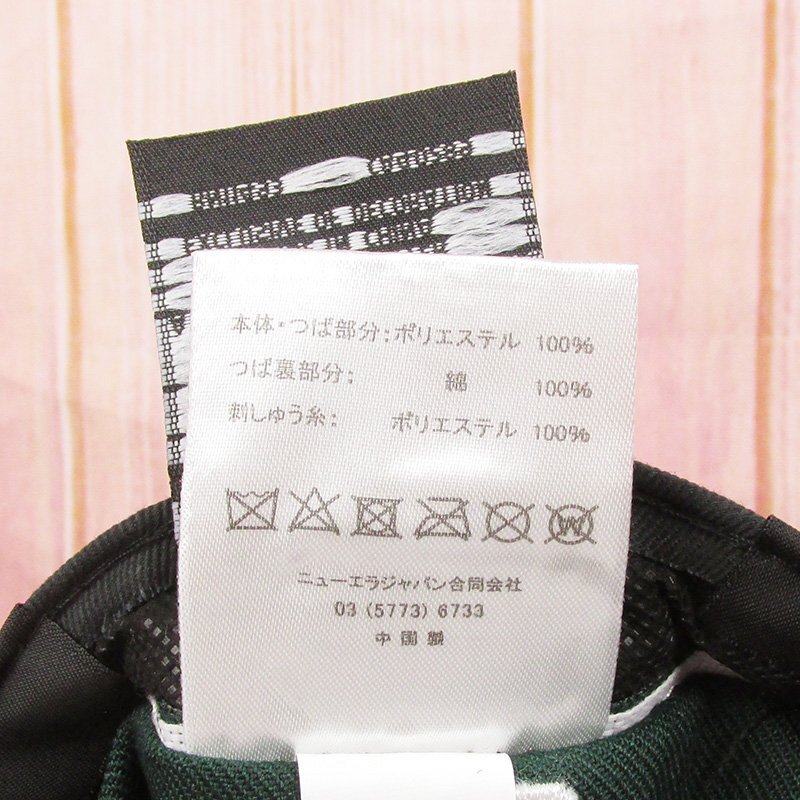 本体・つば部分:ポリエステル 100%
つば裏部分: 綿 100%
刺しゅう糸: ポリエステル 100%
W
ニューエラジャパン合同会社
03 (5773) 6733
中国製